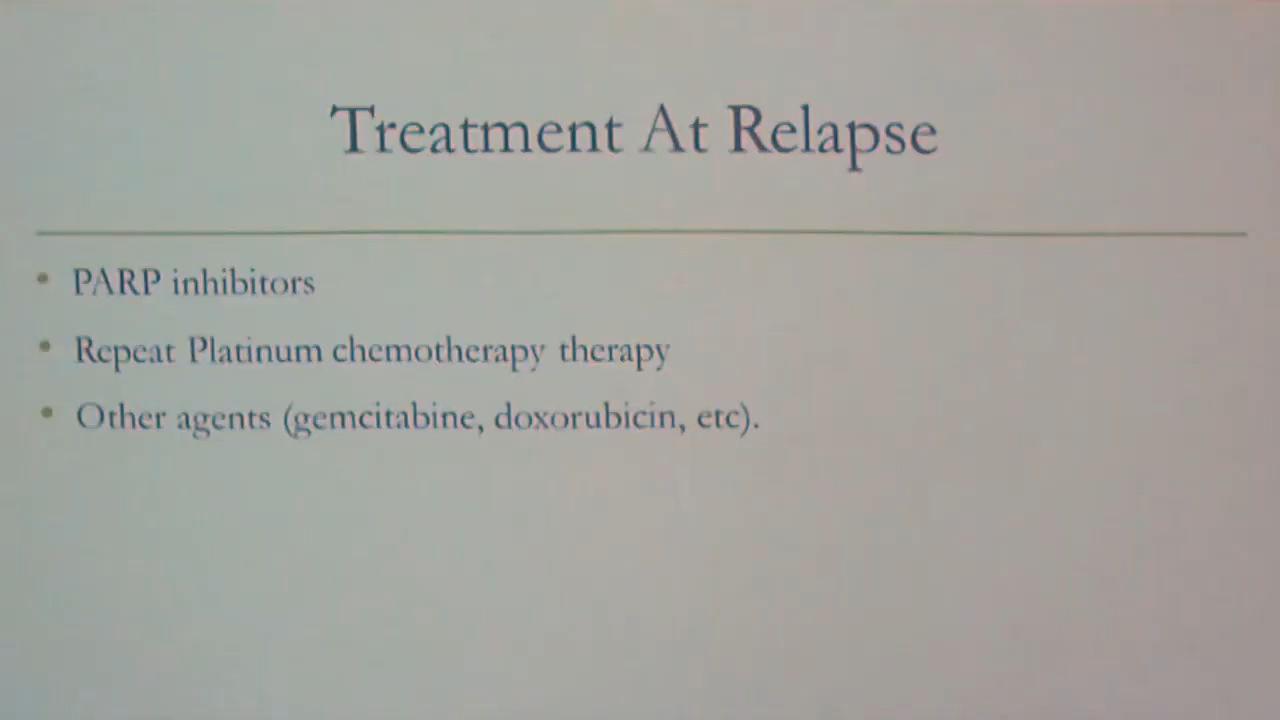 Treatment At Relapse
• PARP inhibitors
• Repeat Platinum chemotherapy therapy
• Other agents (gemcitabine, doxorubicin, etc).